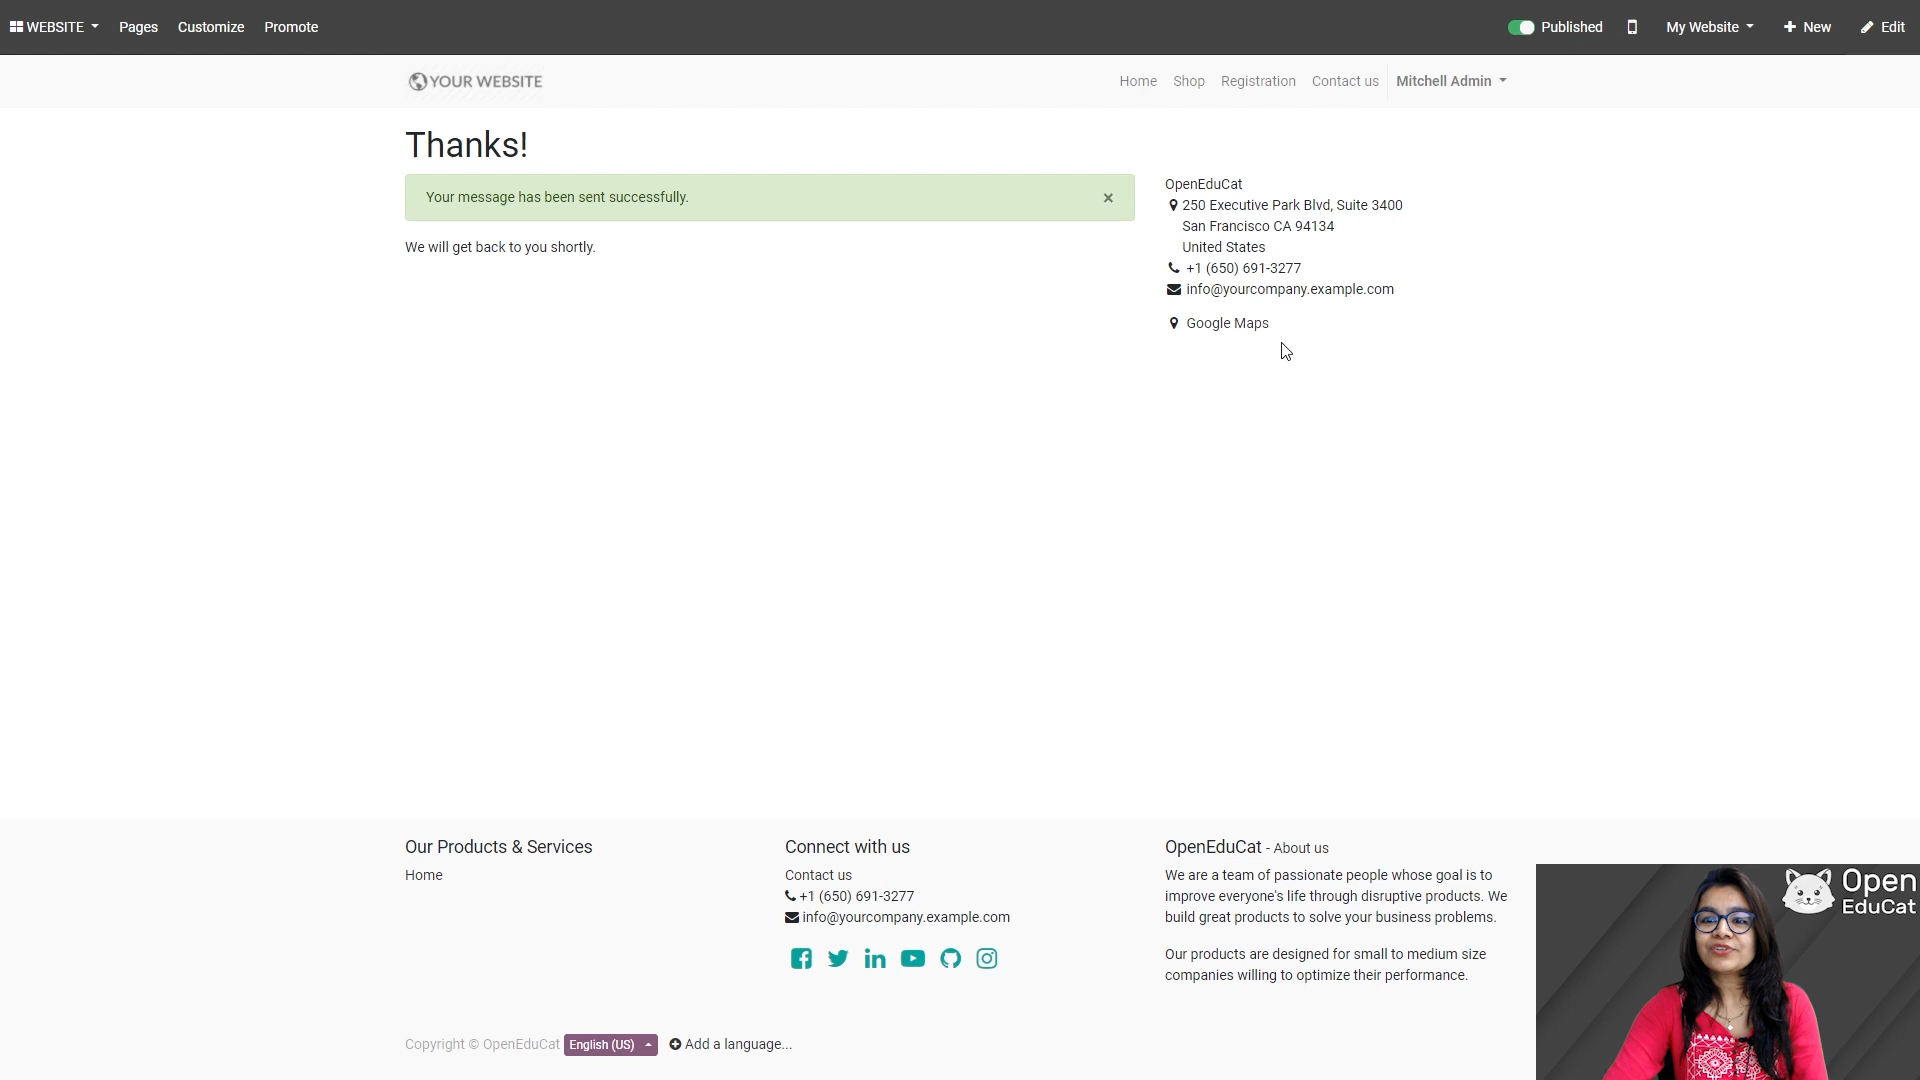 WEBSITE Pages Customize Promote Published My Website New Edit
YOUR WEBSITE Home Shop Registration Contact us Mitchell Admin
Thanks!
Your message has been sent successfully. ×
We will get back to you shortly.
OpenEduCat
250 Executive Park Blvd, Suite 3400
San Francisco CA 94134
United States
+1 (650) 691-3277
info@yourcompany.example.com
Google Maps
Our Products & Services
Home
Connect with us
Contact us
+1 (650) 691-3277
info@yourcompany.example.com
OpenEduCat - About us
We are a team of passionate people whose goal is to
improve everyone's life through disruptive products. We
build great products to solve your business problems.
Our products are designed for small to medium size
companies willing to optimize their performance.
Copyright © OpenEduCat English (US) Add a language...
Open
EduCat